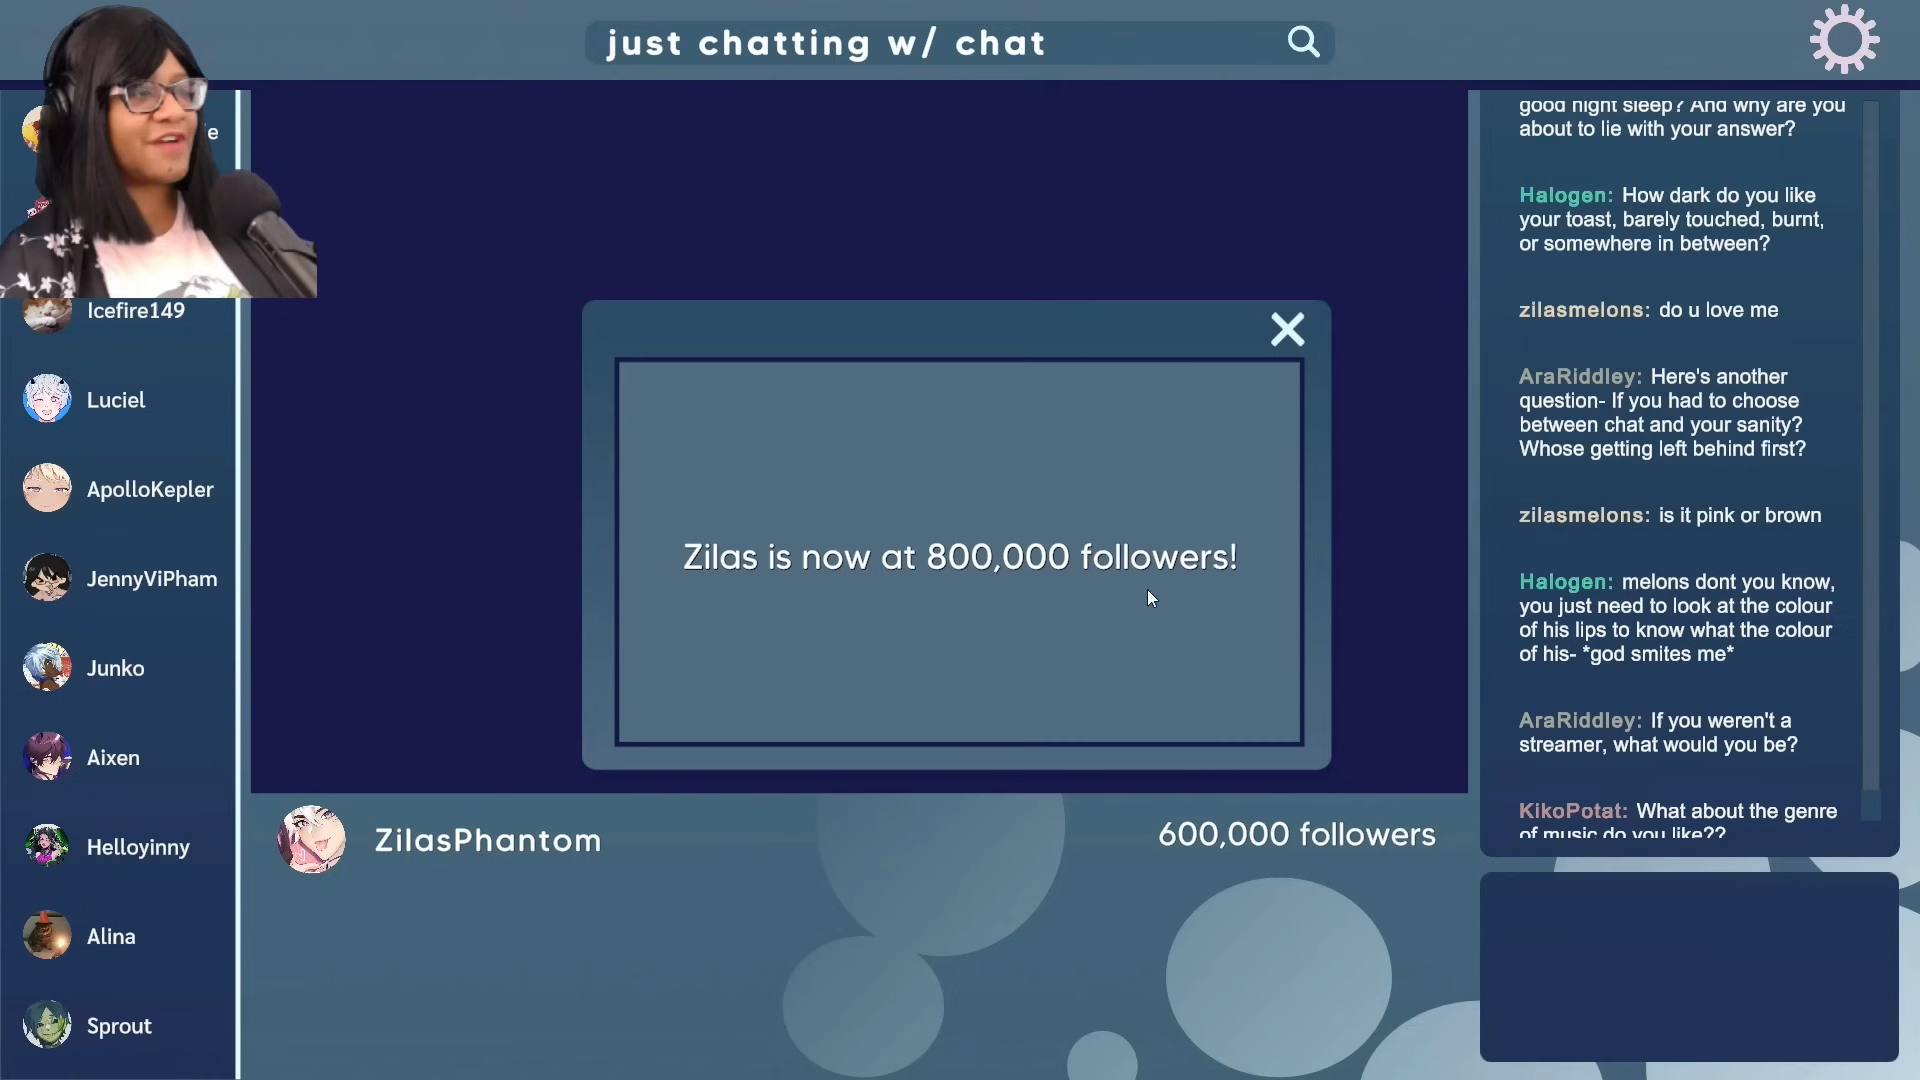 just chatting w/ chat
e
Icefire149
Luciel
ApolloKepler
JennyViPham
Junko
Aixen
Helloyinny
Alina
Sprout
Zilas is now at 800,000 followers!
ZilasPhantom
600,000 followers
good night sleep? And why are you
about to lie with your answer?
Halogen: How dark do you like
your toast, barely touched, burnt,
or somewhere in between?
zilasmelons: do u love me
AraRiddley: Here's another
question- If you had to choose
between chat and your sanity?
Whose getting left behind first?
zilasmelons: is it pink or brown
Halogen: melons dont you know,
you just need to look at the colour
of his lips to know what the colour
of his- *god smites me*
AraRiddley: If you weren't a
streamer, what would you be?
KikoPotat: What about the genre
of music do you like??